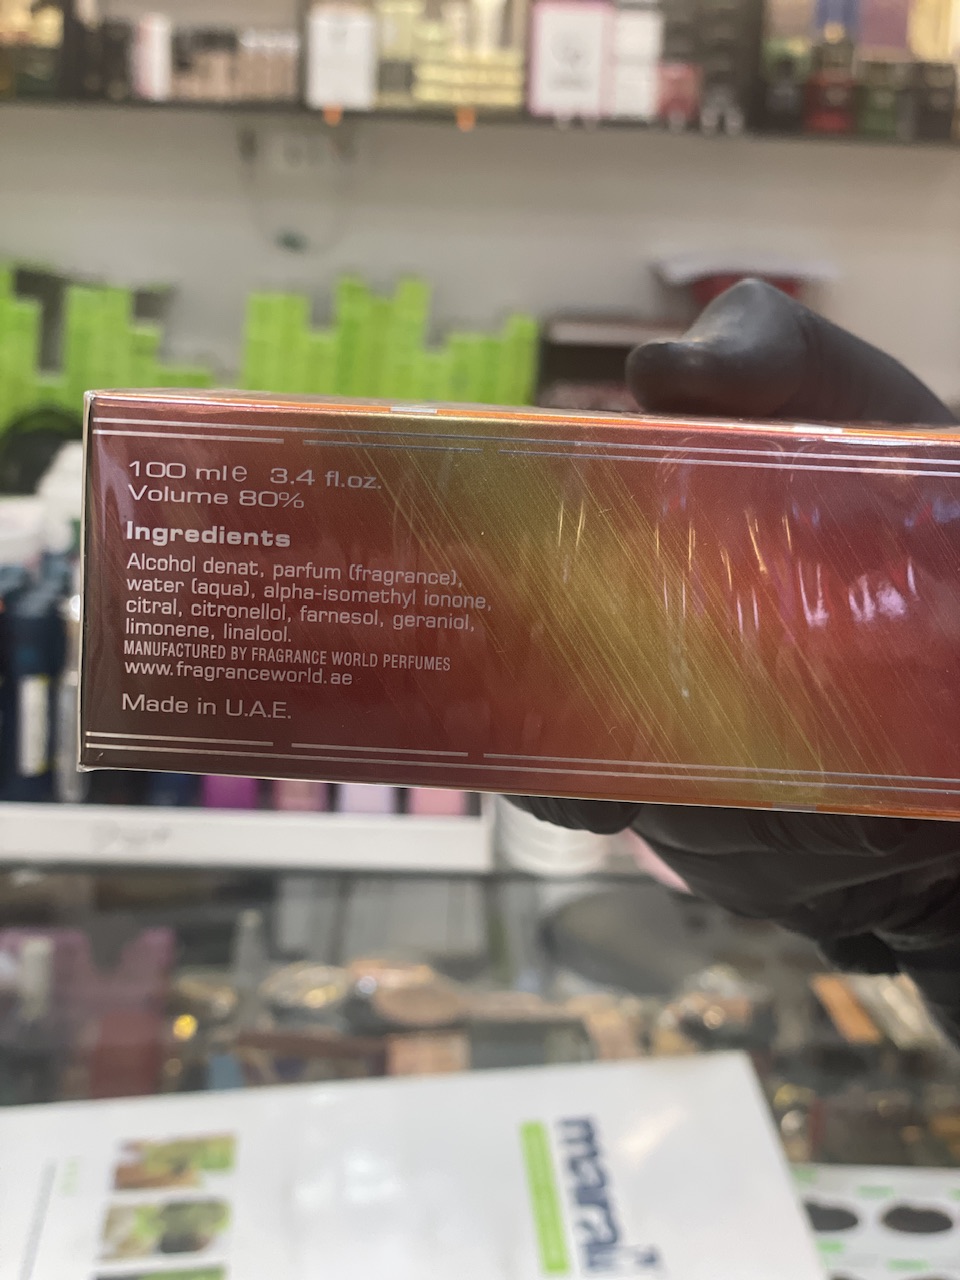 100 ml e 3.4 fl.oz.
Volume 80%
Ingredients
Alcohol denat, parfum (fragrance),
water (aqua), alpha-isomethyl ionone,
citral, citronellol, farnesol, geraniol,
limonene, linalool.
MANUFACTURED BY FRAGRANCE WORLD PERFUMES
www.fragranceworld.ae
Made in U.A.E.